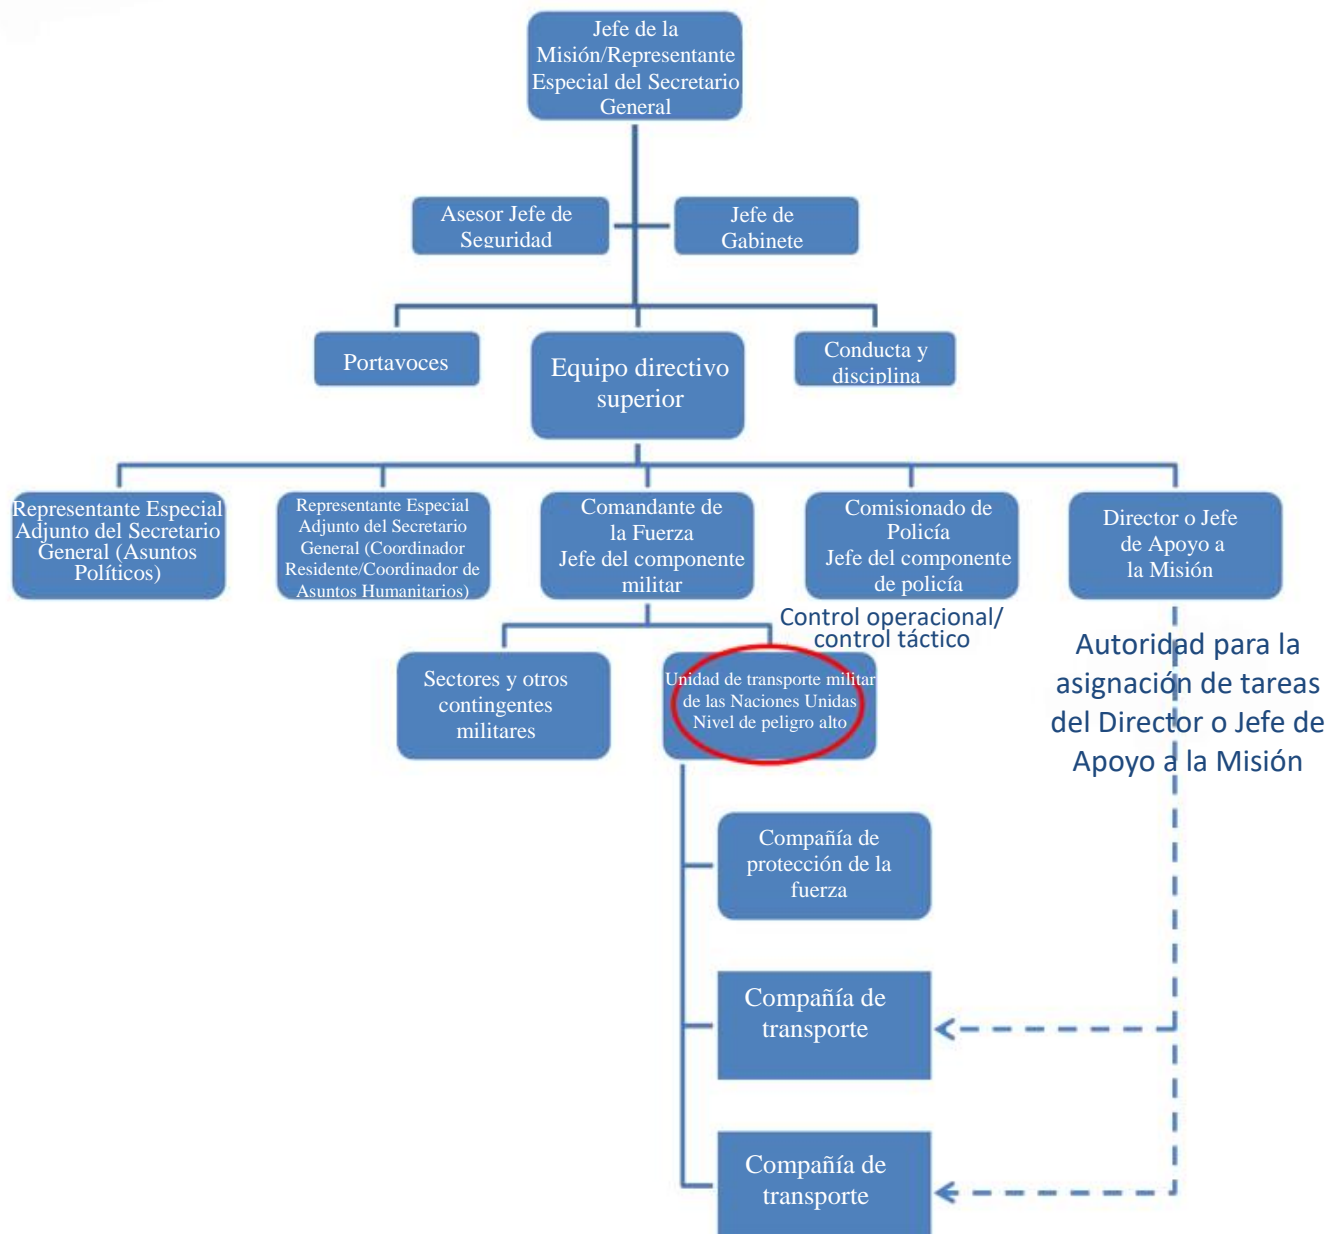 Jefe de la
Misión/Representante
Especial del Secretario
General
Asesor Jefe de
Seguridad
Jefe de
Gabinete
Portavoces
Equipo directivo
superior
Conducta y
disciplina
Representante Especial
Adjunto del Secretario
General (Asuntos
Políticos)
Representante Especial
Adjunto del Secretario
General (Coordinador
Residente/Coordinador de
Asuntos Humanitarios)
Comandante de
la Fuerza
Jefe del componente
militar
Comisionado de
Policía
Jefe del componente
de policía
Director o Jefe
de Apoyo a
la Misión
Control operacional/
control táctico
Sectores y otros
contingentes
militares
Unidad de transporte militar
de las Naciones Unidas
Nivel de peligro alto
Autoridad para la
asignación de tareas
del Director o Jefe de
Apoyo a la Misión
Compañía de
protección de la
fuerza
Compañía de
transporte
Compañía de
transporte